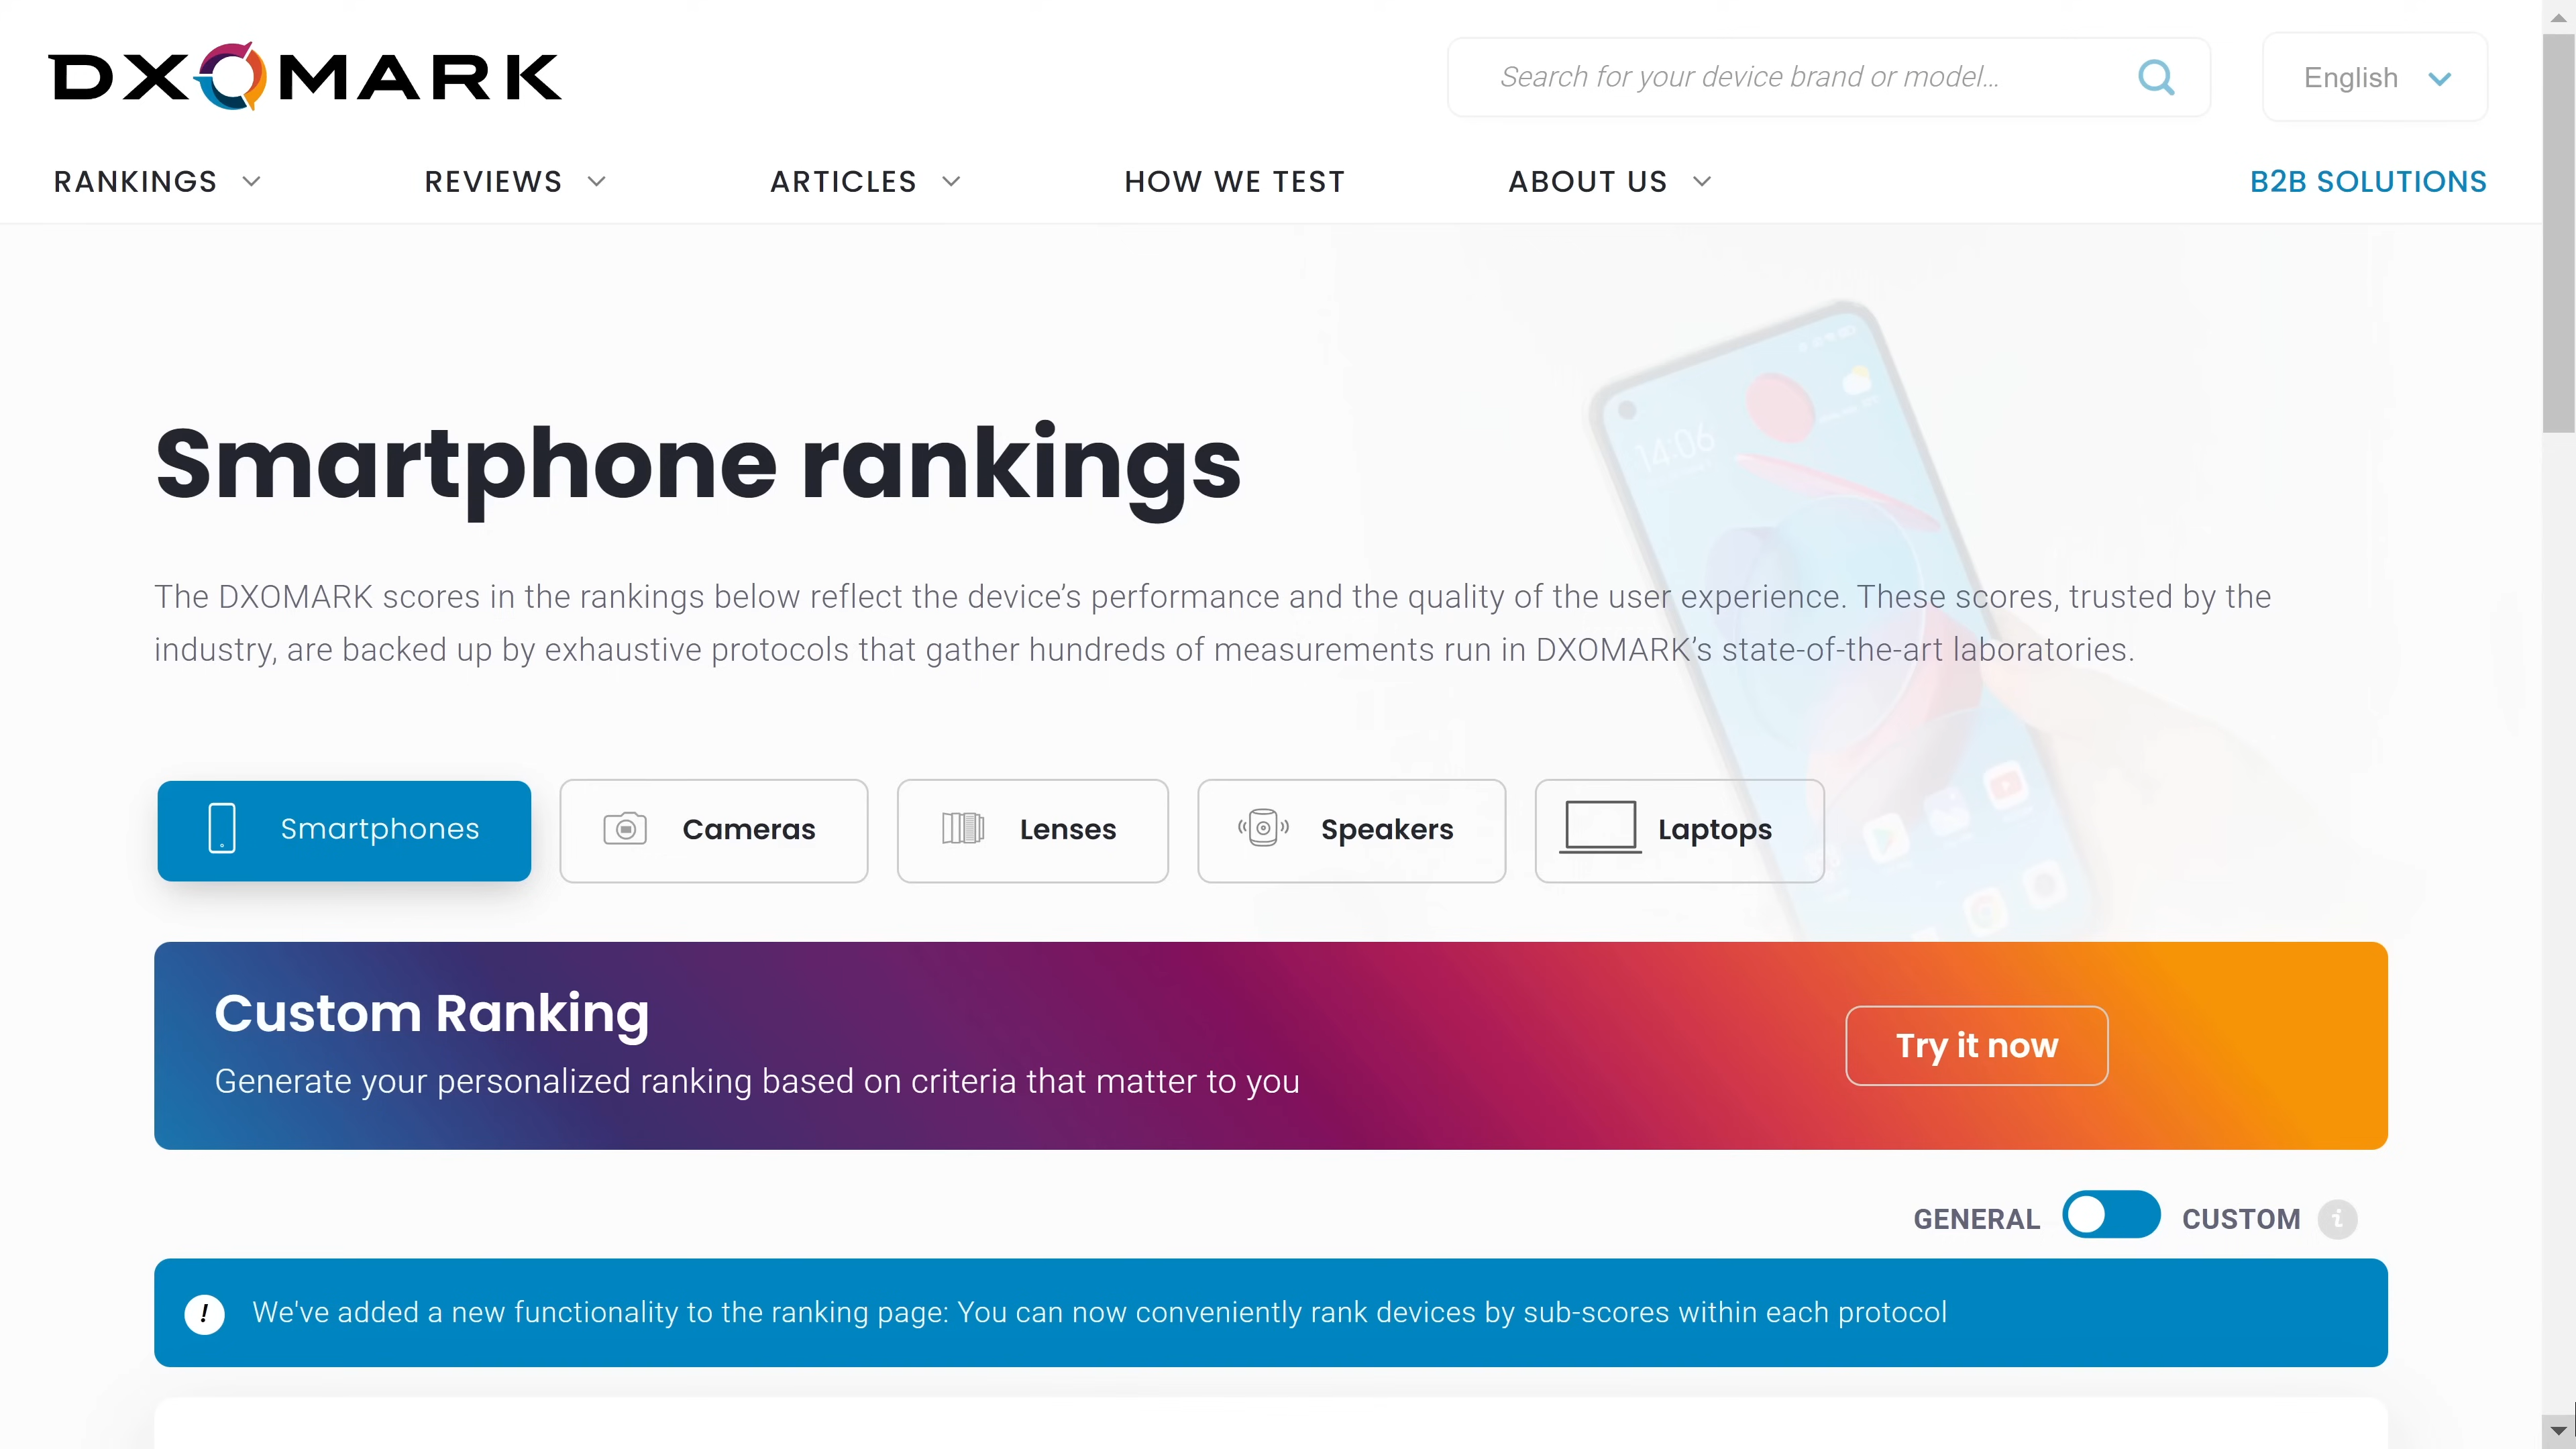 DXOMARK
Search for your device brand or model...
English
RANKINGS
REVIEWS
ARTICLES
HOW WE TEST
ABOUT US
B2B SOLUTIONS
14:06
Smartphone rankings
The DXOMARK scores in the rankings below reflect the device’s performance and the quality of the user experience. These scores, trusted by the
industry, are backed up by exhaustive protocols that gather hundreds of measurements run in DXOMARK’s state-of-the-art laboratories.
Smartphones
Cameras
Lenses
Speakers
Laptops
Custom Ranking
Generate your personalized ranking based on criteria that matter to you
Try it now
GENERAL
CUSTOM
We've added a new functionality to the ranking page: You can now conveniently rank devices by sub-scores within each protocol